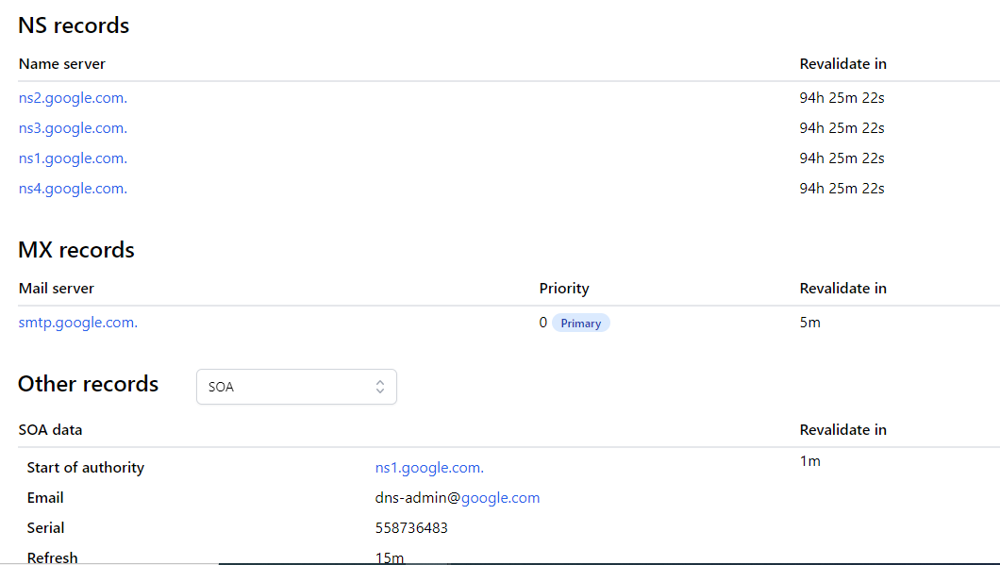 NS records
Name server Revalidate in
ns2.google.com. 94h 25m 22s
ns3.google.com. 94h 25m 22s
ns1.google.com. 94h 25m 22s
ns4.google.com. 94h 25m 22s
MX records
Mail server Priority Revalidate in
smtp.google.com. 0 Primary 5m
Other records SOA
SOA data Revalidate in
Start of authority ns1.google.com. 1m
Email dns-admin@google.com
Serial 558736483
Refresh 15m